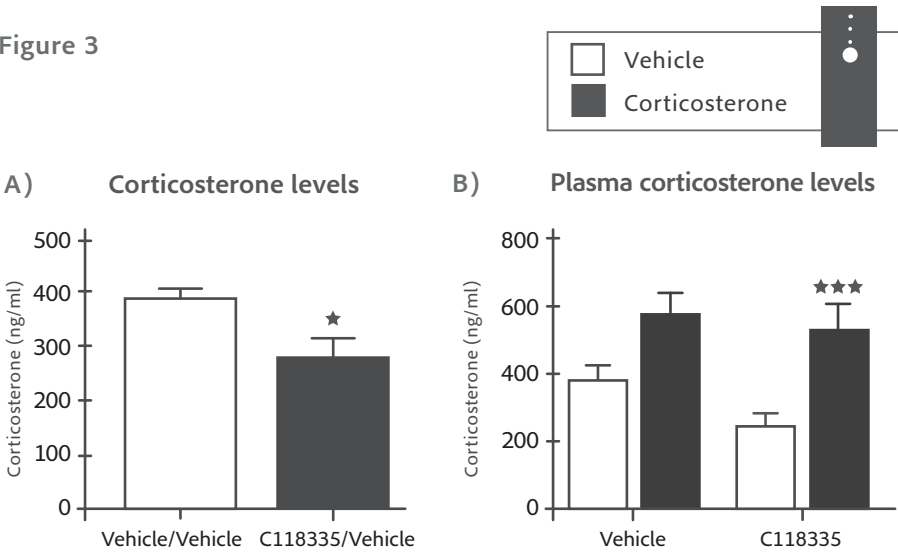 Figure 3
Vehicle
Corticosterone
A) Corticosterone levels
Corticosterone (ng/ml)
500
400
300
200
100
0
Vehicle/Vehicle C118335/Vehicle
B) Plasma corticosterone levels
Corticosterone (ng/ml)
800
600
400
200
0
Vehicle C118335